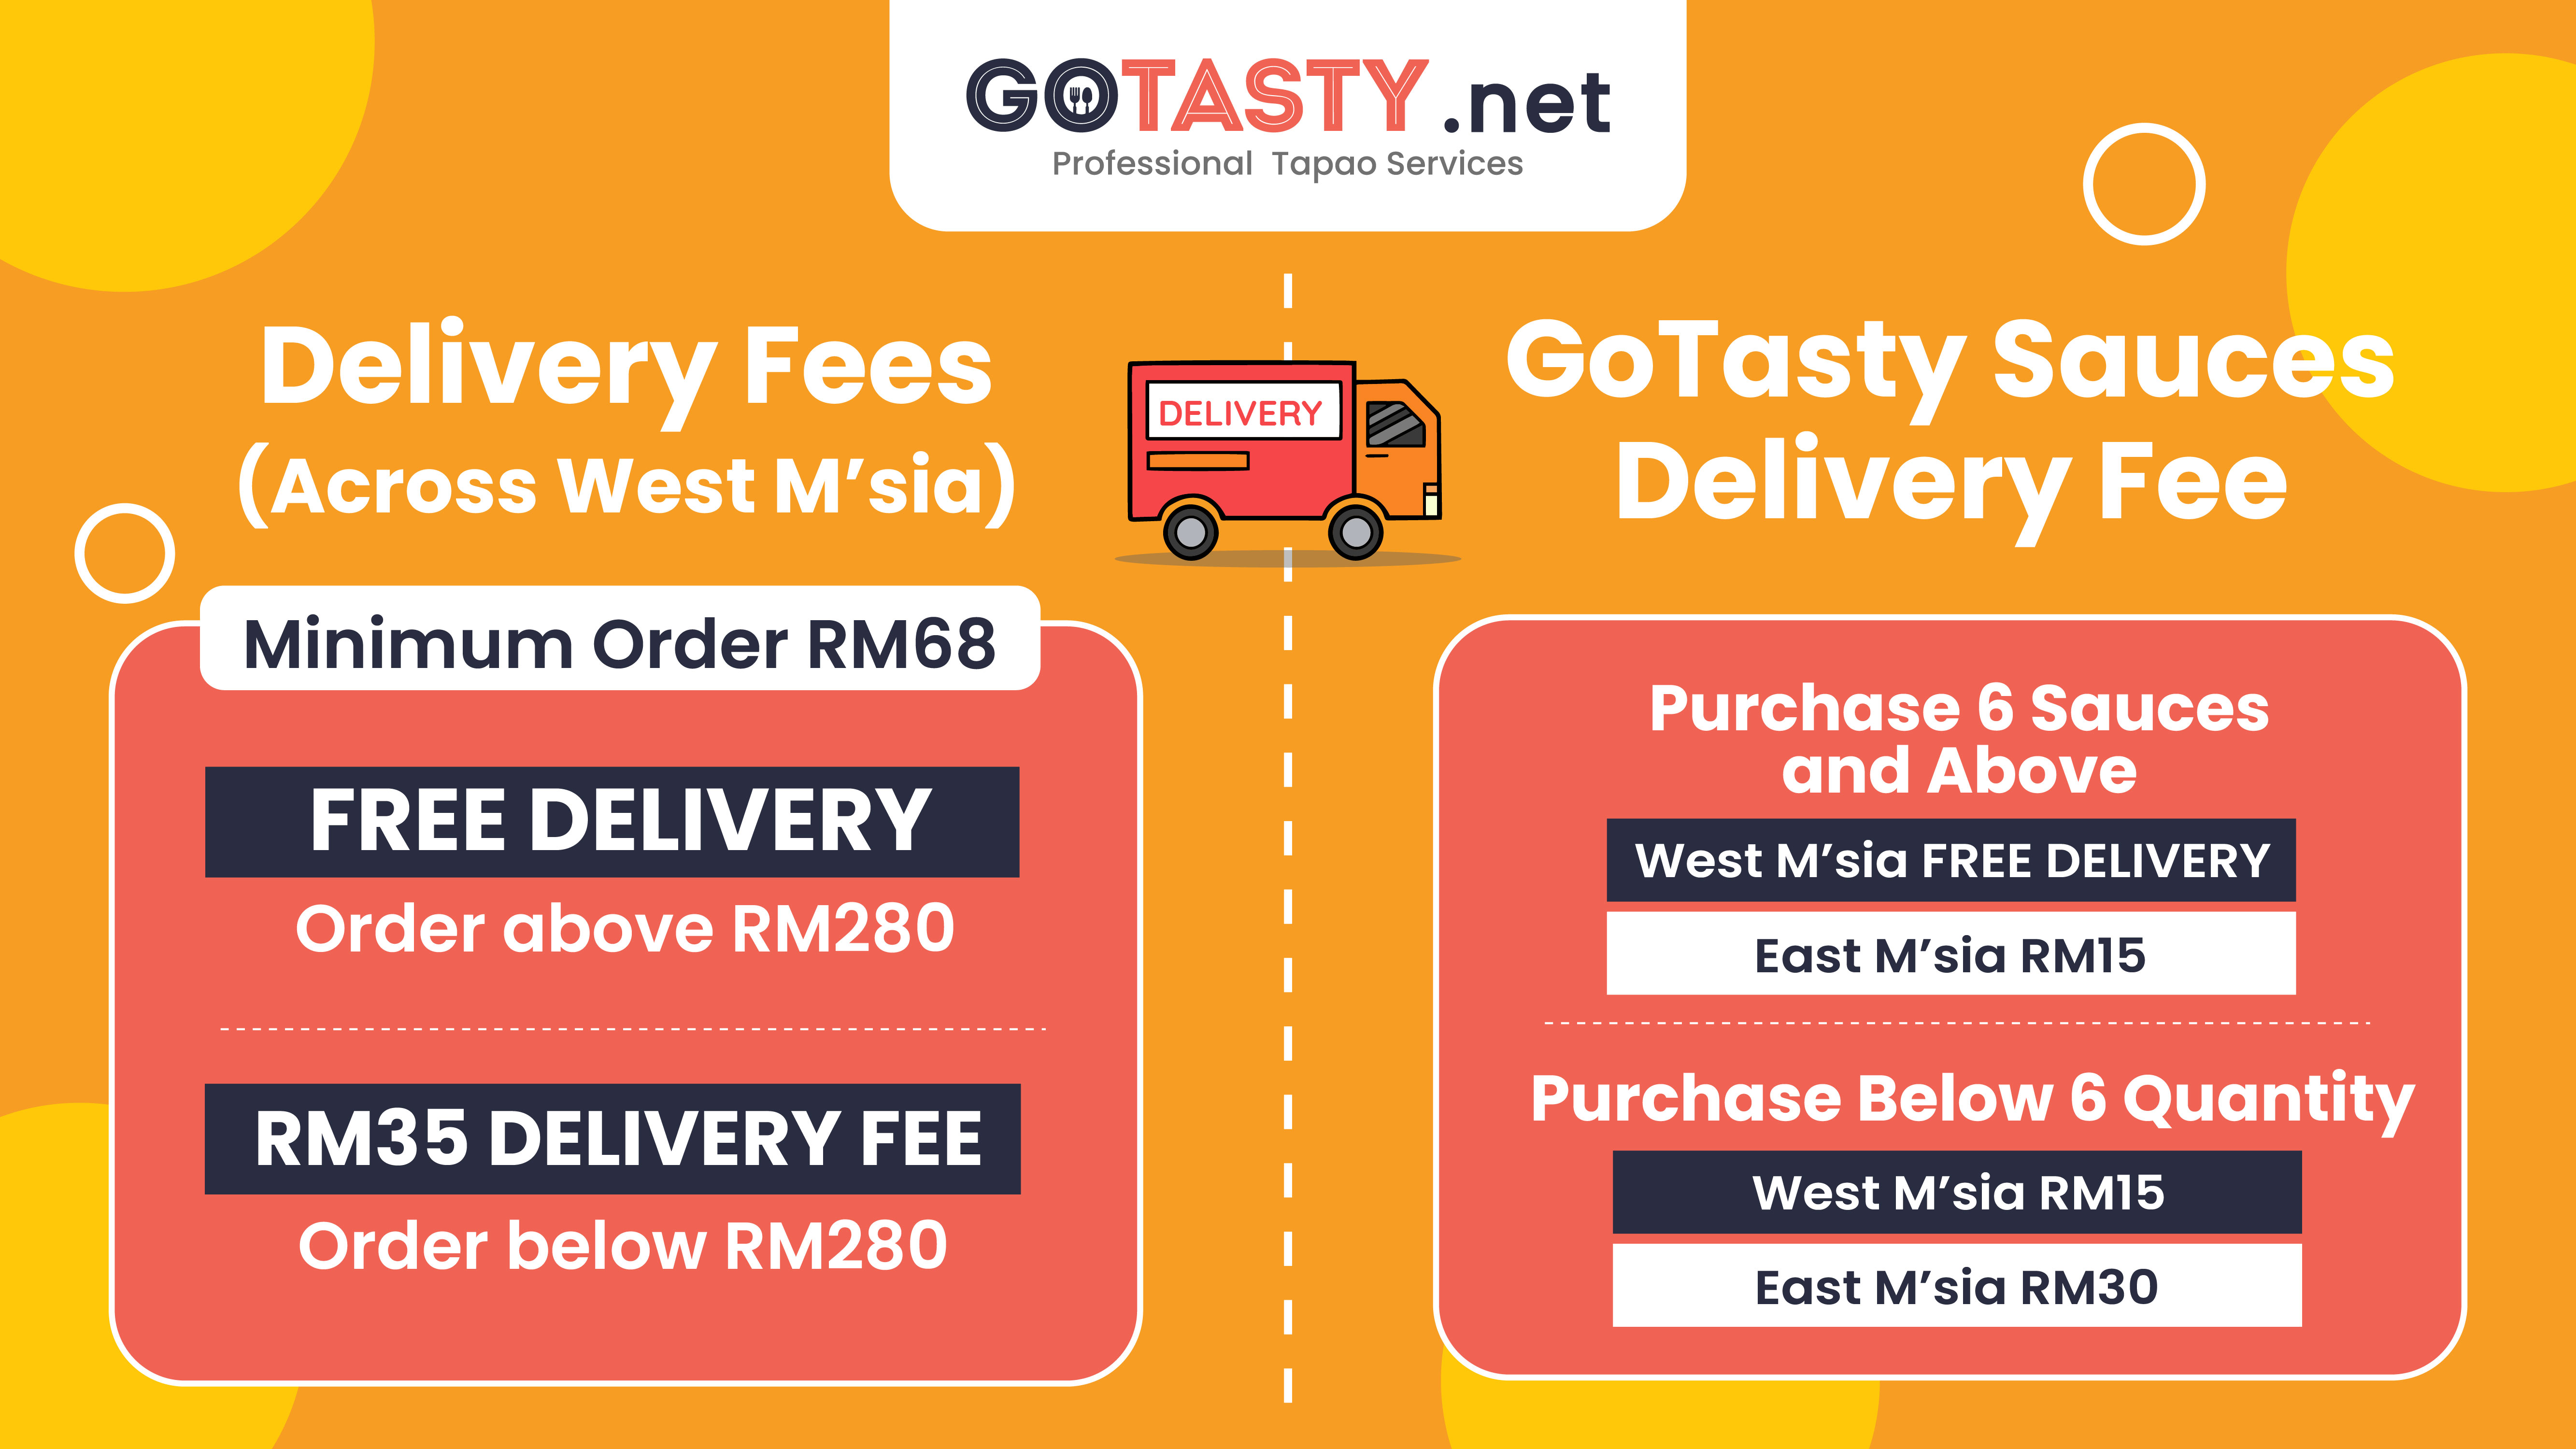 GOTASTY.net
Professional Tapao Services
Delivery Fees
(Across West M’sia)
Minimum Order RM68
FREE DELIVERY
Order above RM280
RM35 DELIVERY FEE
Order below RM280
DELIVERY
GoTasty Sauces
Delivery Fee
Purchase 6 Sauces
and Above
West M’sia FREE DELIVERY
East M’sia RM15
Purchase Below 6 Quantity
West M’sia RM15
East M’sia RM30